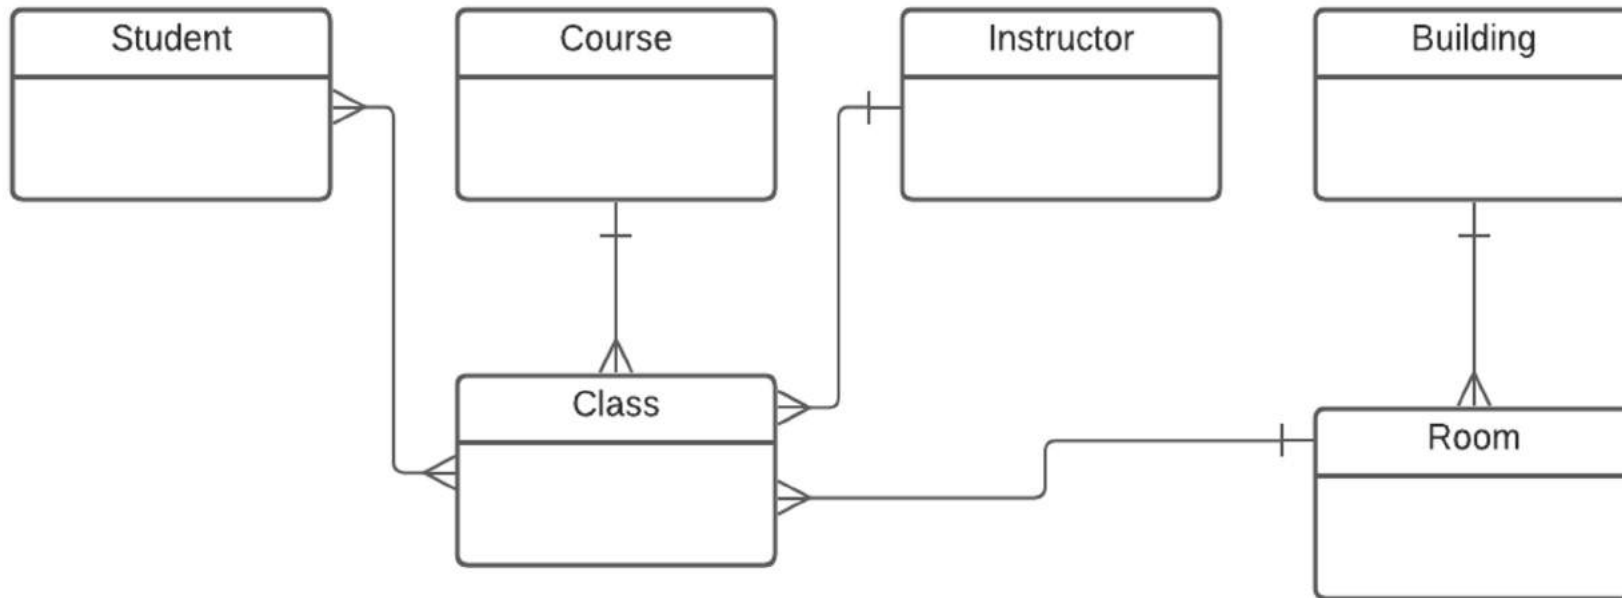 Student
Course
Instructor
Building
Class
Room